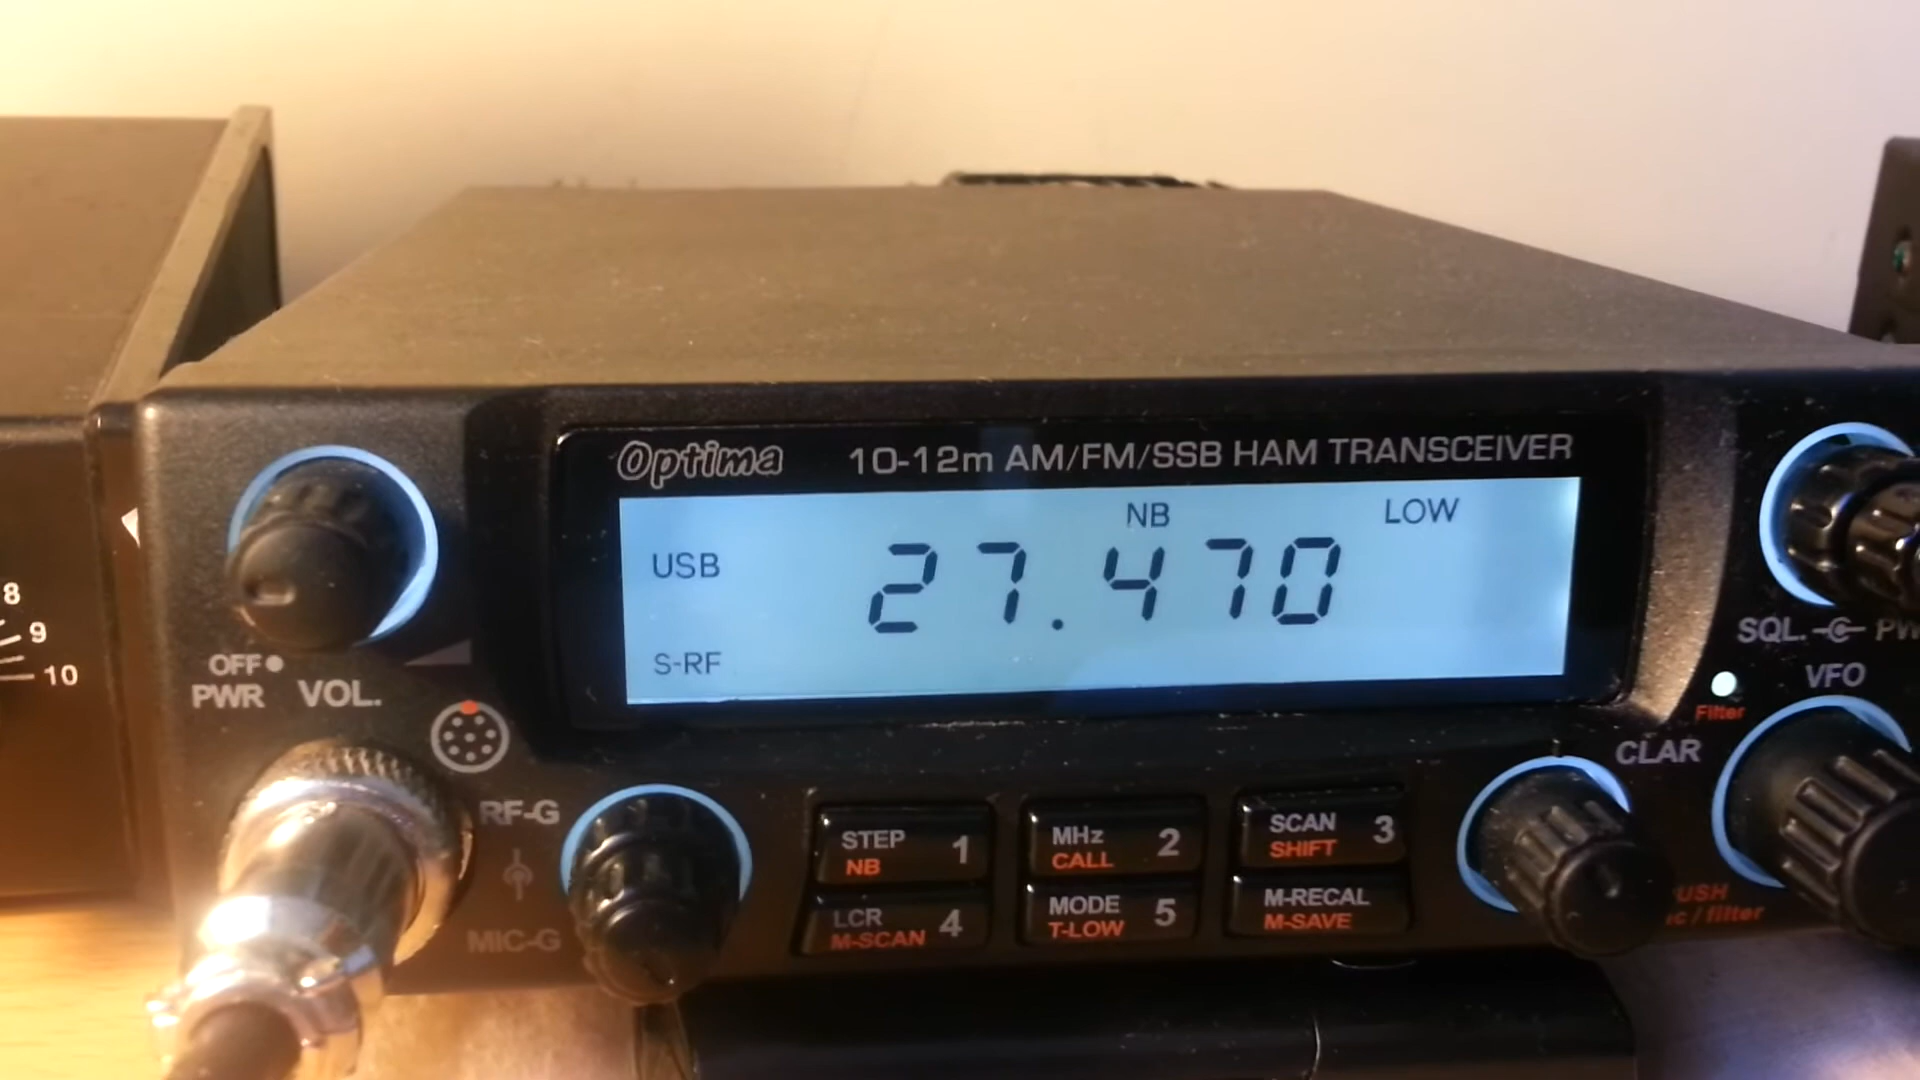 Optima 10-12m AM/FM/SSB HAM TRANSCEIVER
NB LOW
USB 27.470
S-RF
8
9
10
OFF
PWR VOL.
SQL.
VFO
Filter
CLAR
RF-G
MIC-G
STEP 1
NB
MHz 2
CALL
SCAN 3
SHIFT
LCR 4
M-SCAN
MODE 5
T-LOW
M-RECAL
M-SAVE
/ filter